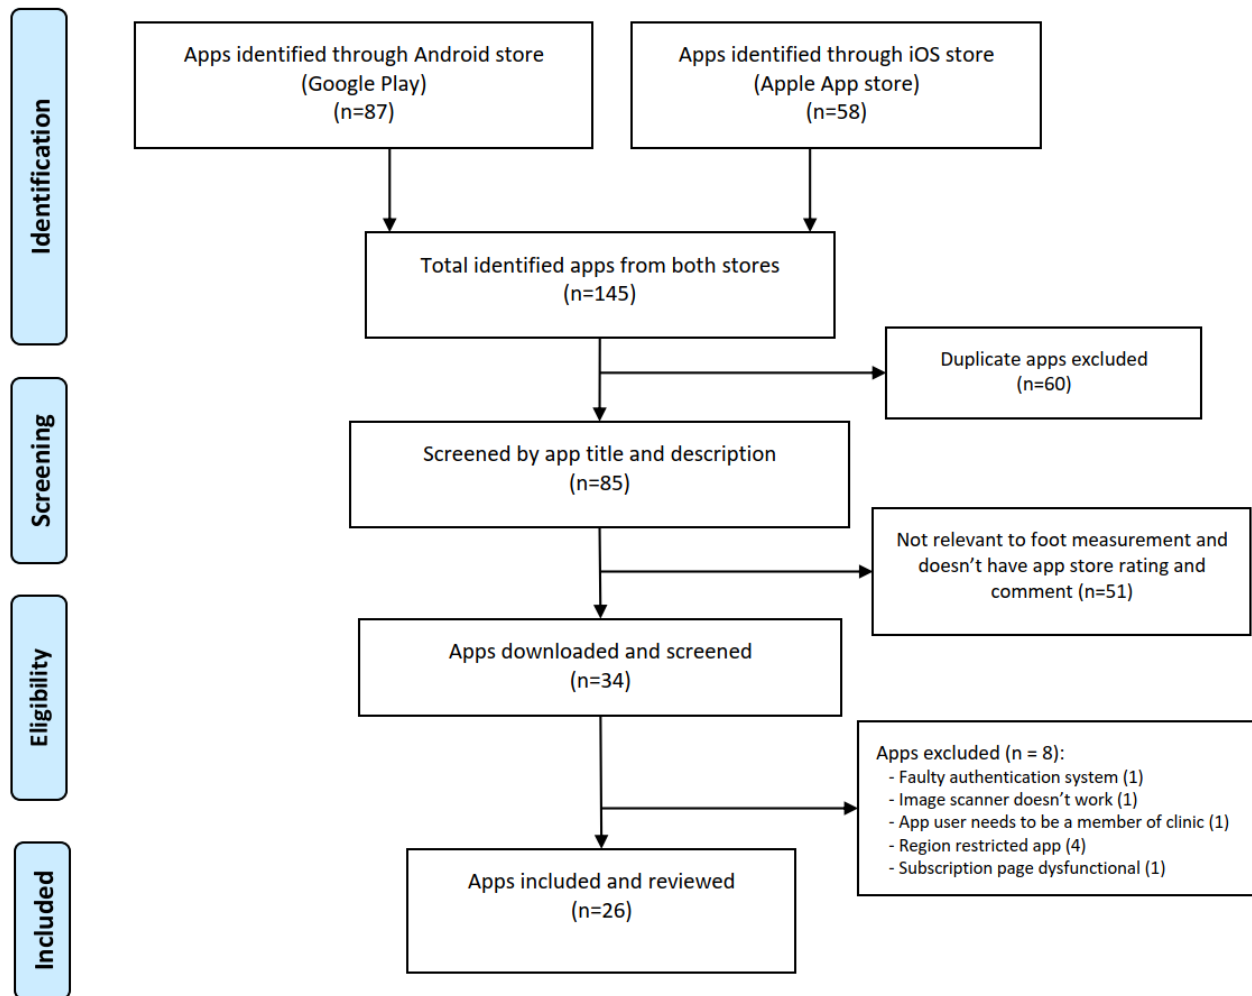 Identification
Apps identified through Android store
(Google Play)
(n=87)
Apps identified through iOS store
(Apple App store)
(n=58)
Total identified apps from both stores
(n=145)
Duplicate apps excluded
(n=60)
Screening
Screened by app title and description
(n=85)
Not relevant to foot measurement and
doesn’t have app store rating and
comment (n=51)
Eligibility
Apps downloaded and screened
(n=34)
Apps excluded (n = 8):
- Faulty authentication system (1)
- Image scanner doesn’t work (1)
- App user needs to be a member of clinic (1)
- Region restricted app (4)
- Subscription page dysfunctional (1)
Included
Apps included and reviewed
(n=26)